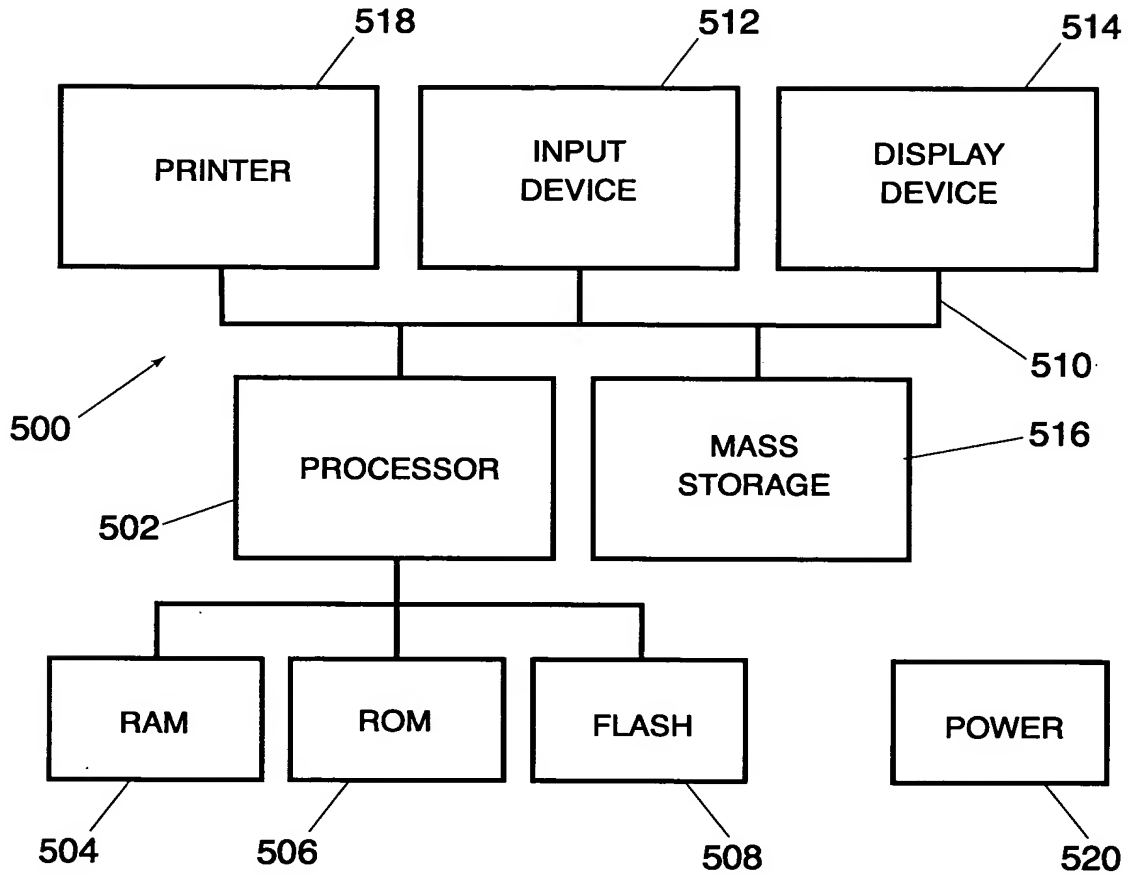 518
512
514
PRINTER
INPUT
DEVICE
DISPLAY
DEVICE
510
500
PROCESSOR
MASS
STORAGE
516
502
RAM
ROM
FLASH
POWER
504
506
508
520